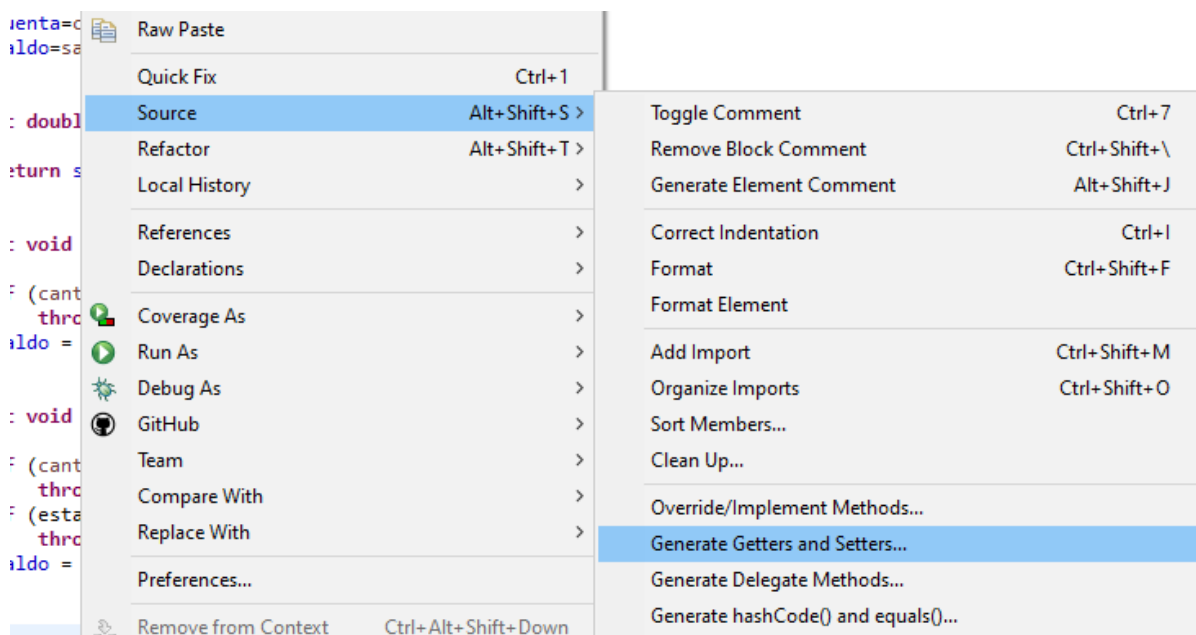 uenta=c
aldo=sa
: doubl
eturn s
: void
f (cant
thro
aldo =
: void
f (cant
thro
f (esta
thro
aldo =
Raw Paste
Quick Fix Ctrl+1
Source Alt+Shift+S >
Refactor Alt+Shift+T >
Local History >
References >
Declarations >
Coverage As >
Run As >
Debug As >
GitHub >
Team >
Compare With >
Replace With >
Preferences...
Remove from Context Ctrl+Alt+Shift+Down
Toggle Comment Ctrl+7
Remove Block Comment Ctrl+Shift+\
Generate Element Comment Alt+Shift+J
Correct Indentation Ctrl+I
Format Ctrl+Shift+F
Format Element
Add Import Ctrl+Shift+M
Organize Imports Ctrl+Shift+O
Sort Members...
Clean Up...
Override/Implement Methods...
Generate Getters and Setters...
Generate Delegate Methods...
Generate hashCode() and equals()...